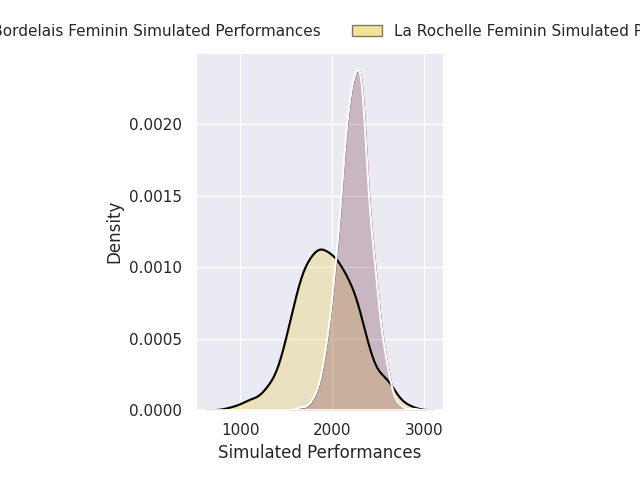 Bordelais Feminin Simulated Performances
La Rochelle Feminin Simulated
Density
0.0020
0.0015
0.0010
0.0005
0.0000
1000 2000 3000
Simulated Performances